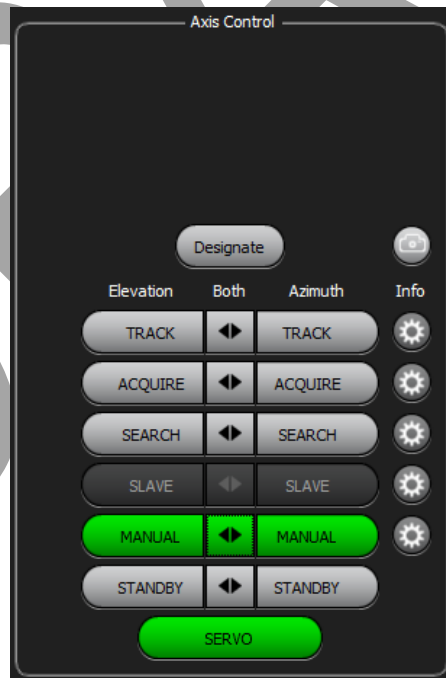 Axis Control
Designate
Elevation Both Azimuth Info
TRACK TRACK
ACQUIRE ACQUIRE
SEARCH SEARCH
SLAVE SLAVE
MANUAL MANUAL
STANDBY STANDBY
SERVO